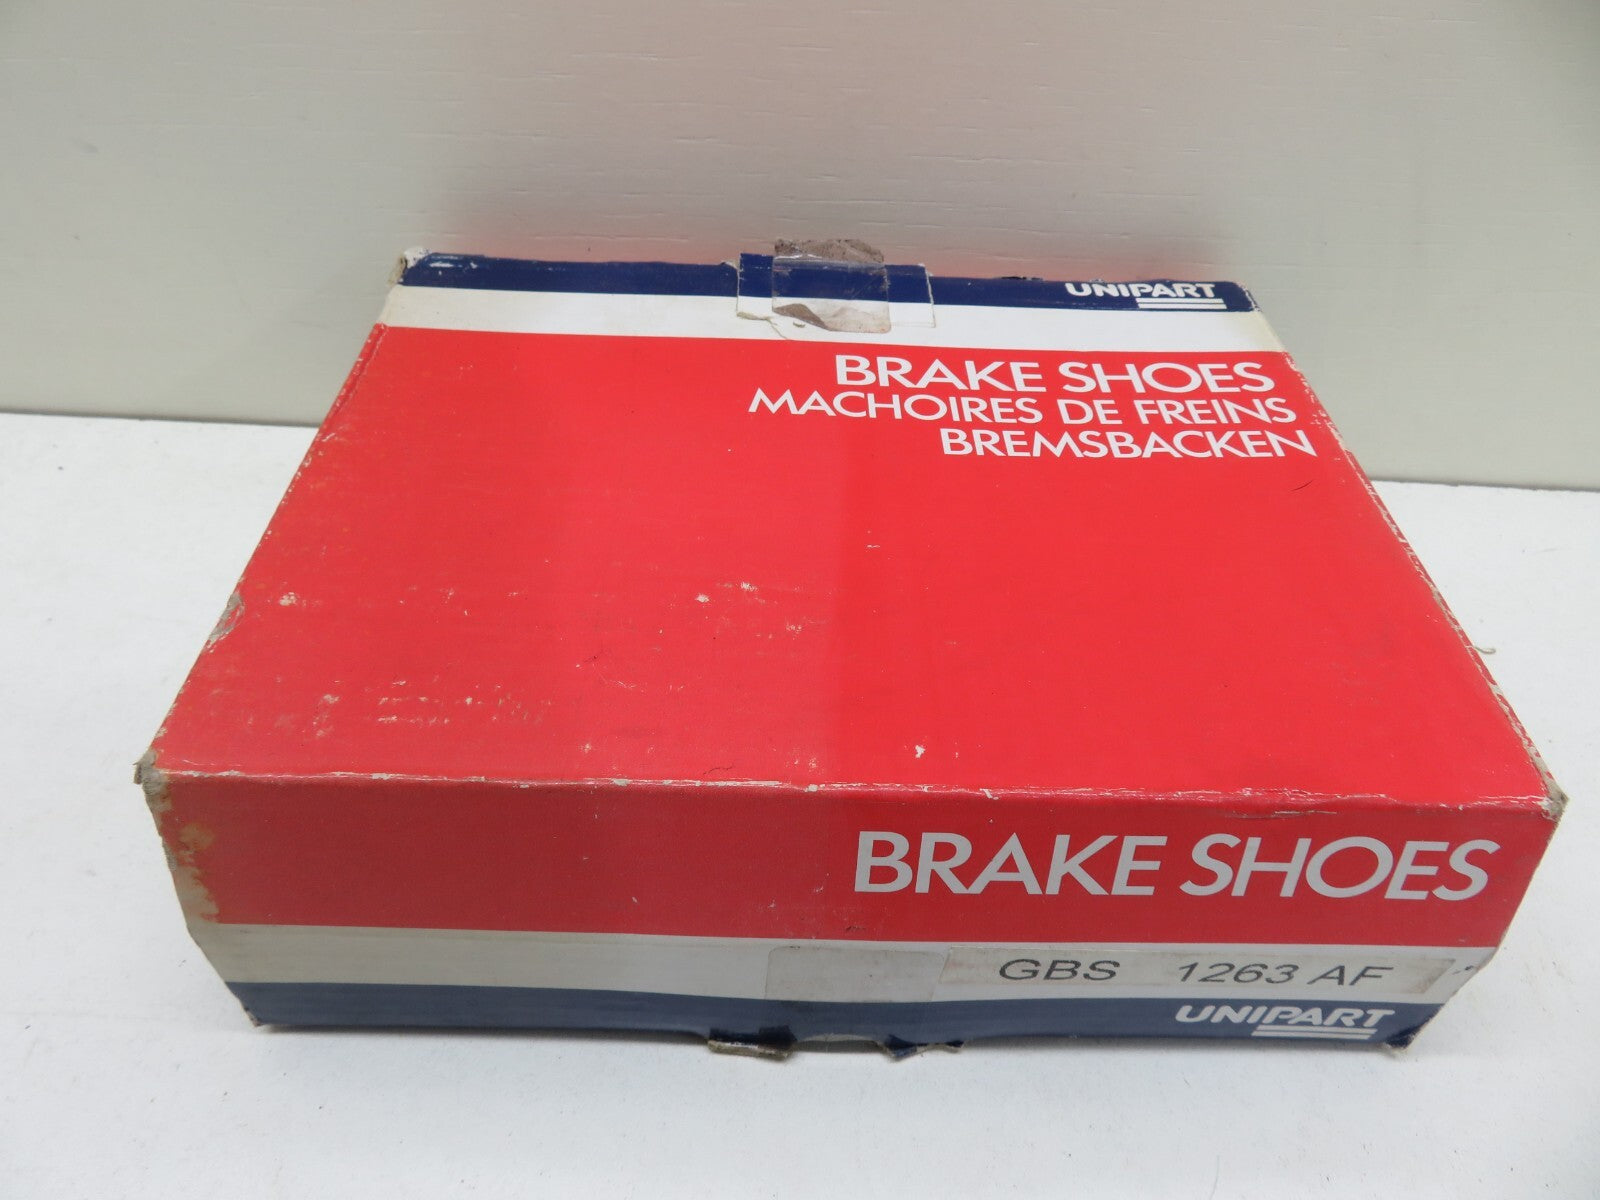 UNIPART
BRAKE SHOES
MACHOIRES DE FREINS
BREMSBACKEN
BRAKE SHOES
GBS 1263 AF
UNIPART